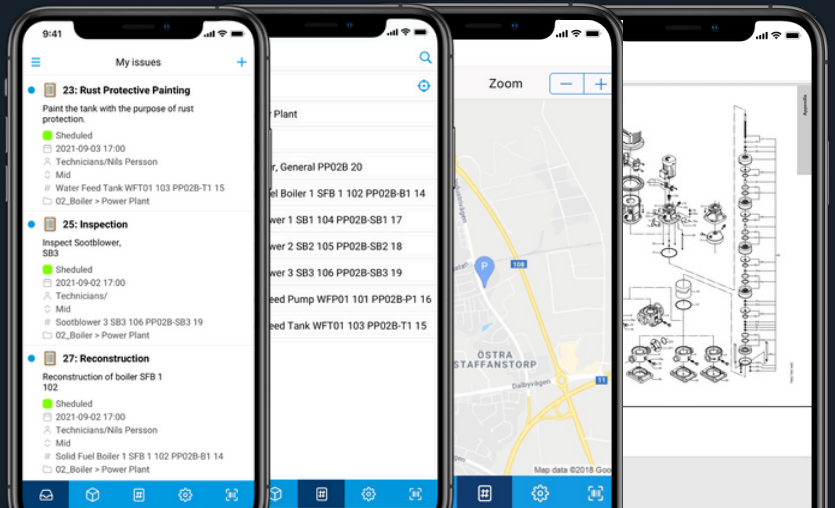 9:41
My issues
23: Rust Protective Painting
Paint the tank with the purpose of rust
protection.
Sheduled
2021-09-03 17:00
Technicians/Nils Persson
Mid
# Water Feed Tank WFT01 103 PP02B-T1 15
02_Boiler > Power Plant
25: Inspection
Inspect Sootblower,
SB3
Sheduled
2021-09-02 17:00
Technicians/
Mid
# Sootblower 3 SB3 106 PP02B-SB3 19
02_Boiler > Power Plant
27: Reconstruction
Reconstruction of boiler SFB 1
102
Sheduled
2021-09-02 17:00
Technicians/Nils Persson
Mid
# Solid Fuel Boiler 1 SFB 1 102 PP02B-B1 14
02_Boiler > Power Plant
Plant
r, General PP02B 20
el Boiler 1 SFB 1 102 PP02B-B1 14
wer 1 SB1 104 PP02B-SB1 17
wer 2 SB2 105 PP02B-SB2 18
wer 3 SB3 106 PP02B-SB3 19
eed Pump WFP01 101 PP02B-P1 16
eed Tank WFT01 103 PP02B-T1 15
Zoom
− +
Industrivägen
P
108
ÖSTRA
STAFFANSTORP
Dalbyvägen
11
Map data ©2018 Goo
Appendix